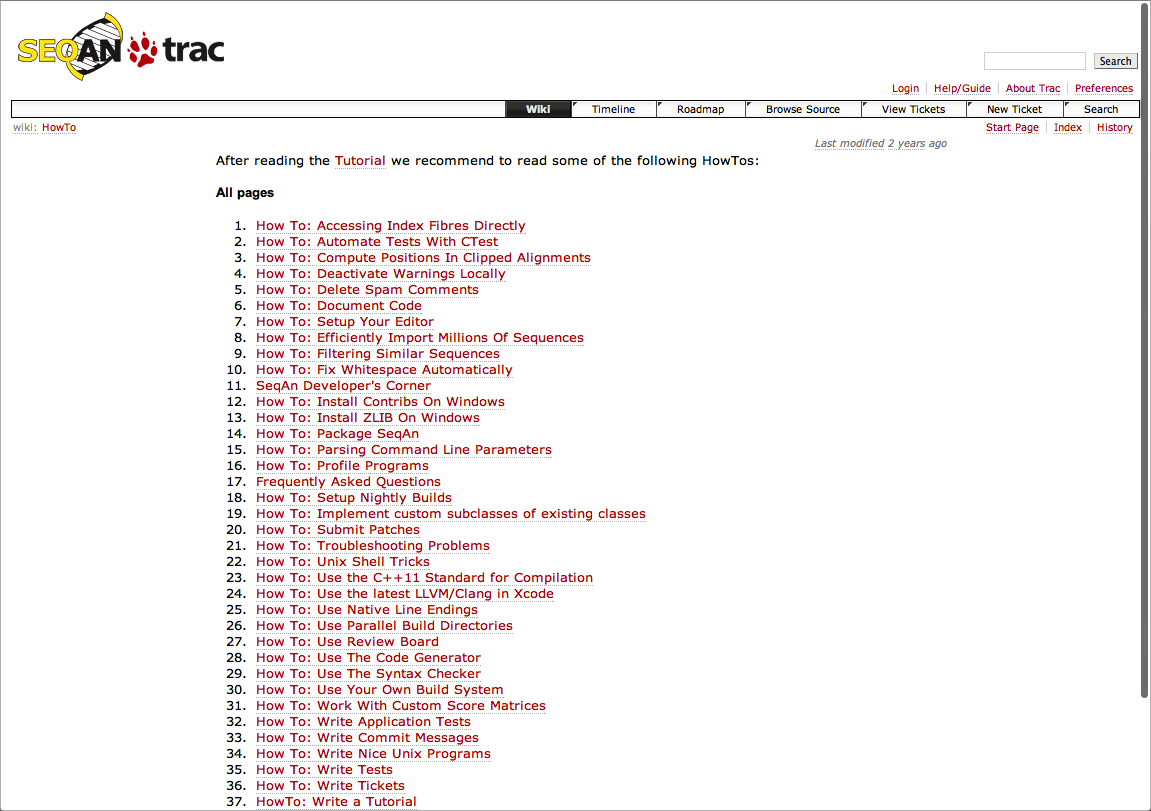 SEQAN trac
Search
Login Help/Guide About Trac Preferences
Wiki Timeline Roadmap Browse Source View Tickets New Ticket Search
wiki: HowTo Start Page Index History
Last modified 2 years ago
After reading the Tutorial we recommend to read some of the following HowTos:
All pages
1. How To: Accessing Index Fibres Directly
2. How To: Automate Tests With CTest
3. How To: Compute Positions In Clipped Alignments
4. How To: Deactivate Warnings Locally
5. How To: Delete Spam Comments
6. How To: Document Code
7. How To: Setup Your Editor
8. How To: Efficiently Import Millions Of Sequences
9. How To: Filtering Similar Sequences
10. How To: Fix Whitespace Automatically
11. SeqAn Developer's Corner
12. How To: Install Contribs On Windows
13. How To: Install ZLIB On Windows
14. How To: Package SeqAn
15. How To: Parsing Command Line Parameters
16. How To: Profile Programs
17. Frequently Asked Questions
18. How To: Setup Nightly Builds
19. How To: Implement custom subclasses of existing classes
20. How To: Submit Patches
21. How To: Troubleshooting Problems
22. How To: Unix Shell Tricks
23. How To: Use the C++11 Standard for Compilation
24. How To: Use the latest LLVM/Clang in Xcode
25. How To: Use Native Line Endings
26. How To: Use Parallel Build Directories
27. How To: Use Review Board
28. How To: Use The Code Generator
29. How To: Use The Syntax Checker
30. How To: Use Your Own Build System
31. How To: Work With Custom Score Matrices
32. How To: Write Application Tests
33. How To: Write Commit Messages
34. How To: Write Nice Unix Programs
35. How To: Write Tests
36. How To: Write Tickets
37. HowTo: Write a Tutorial